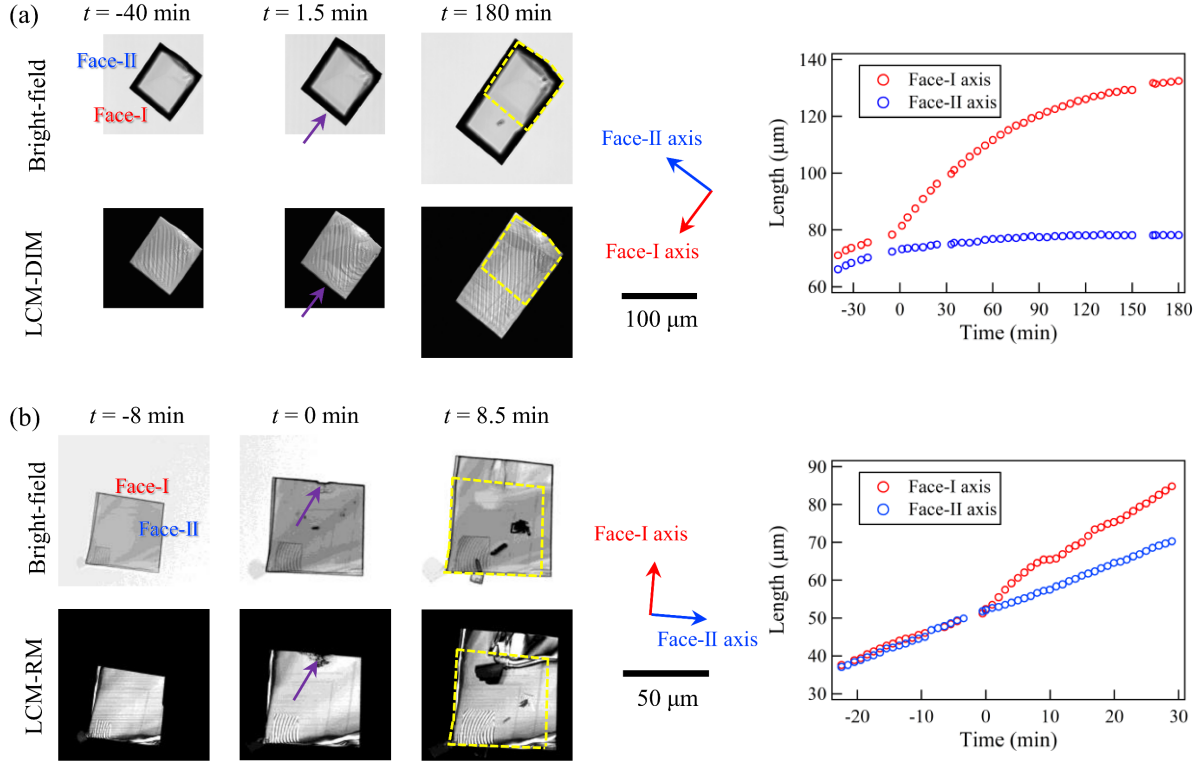 (a)
t = -40 min
t = 1.5 min
t = 180 min
Bright-field
Face-II
Face-I
LCM-DIM
Face-II axis
Face-I axis
100 μm
Length (μm)
140
120
100
80
60
Face-I axis
Face-II axis
-30 0 30 60 90 120 150 180
Time (min)
(b)
t = -8 min
t = 0 min
t = 8.5 min
Bright-field
Face-I
Face-II
LCM-RM
Face-I axis
Face-II axis
50 μm
Length (μm)
90
80
70
60
50
40
30
Face-I axis
Face-II axis
-20 -10 0 10 20 30
Time (min)